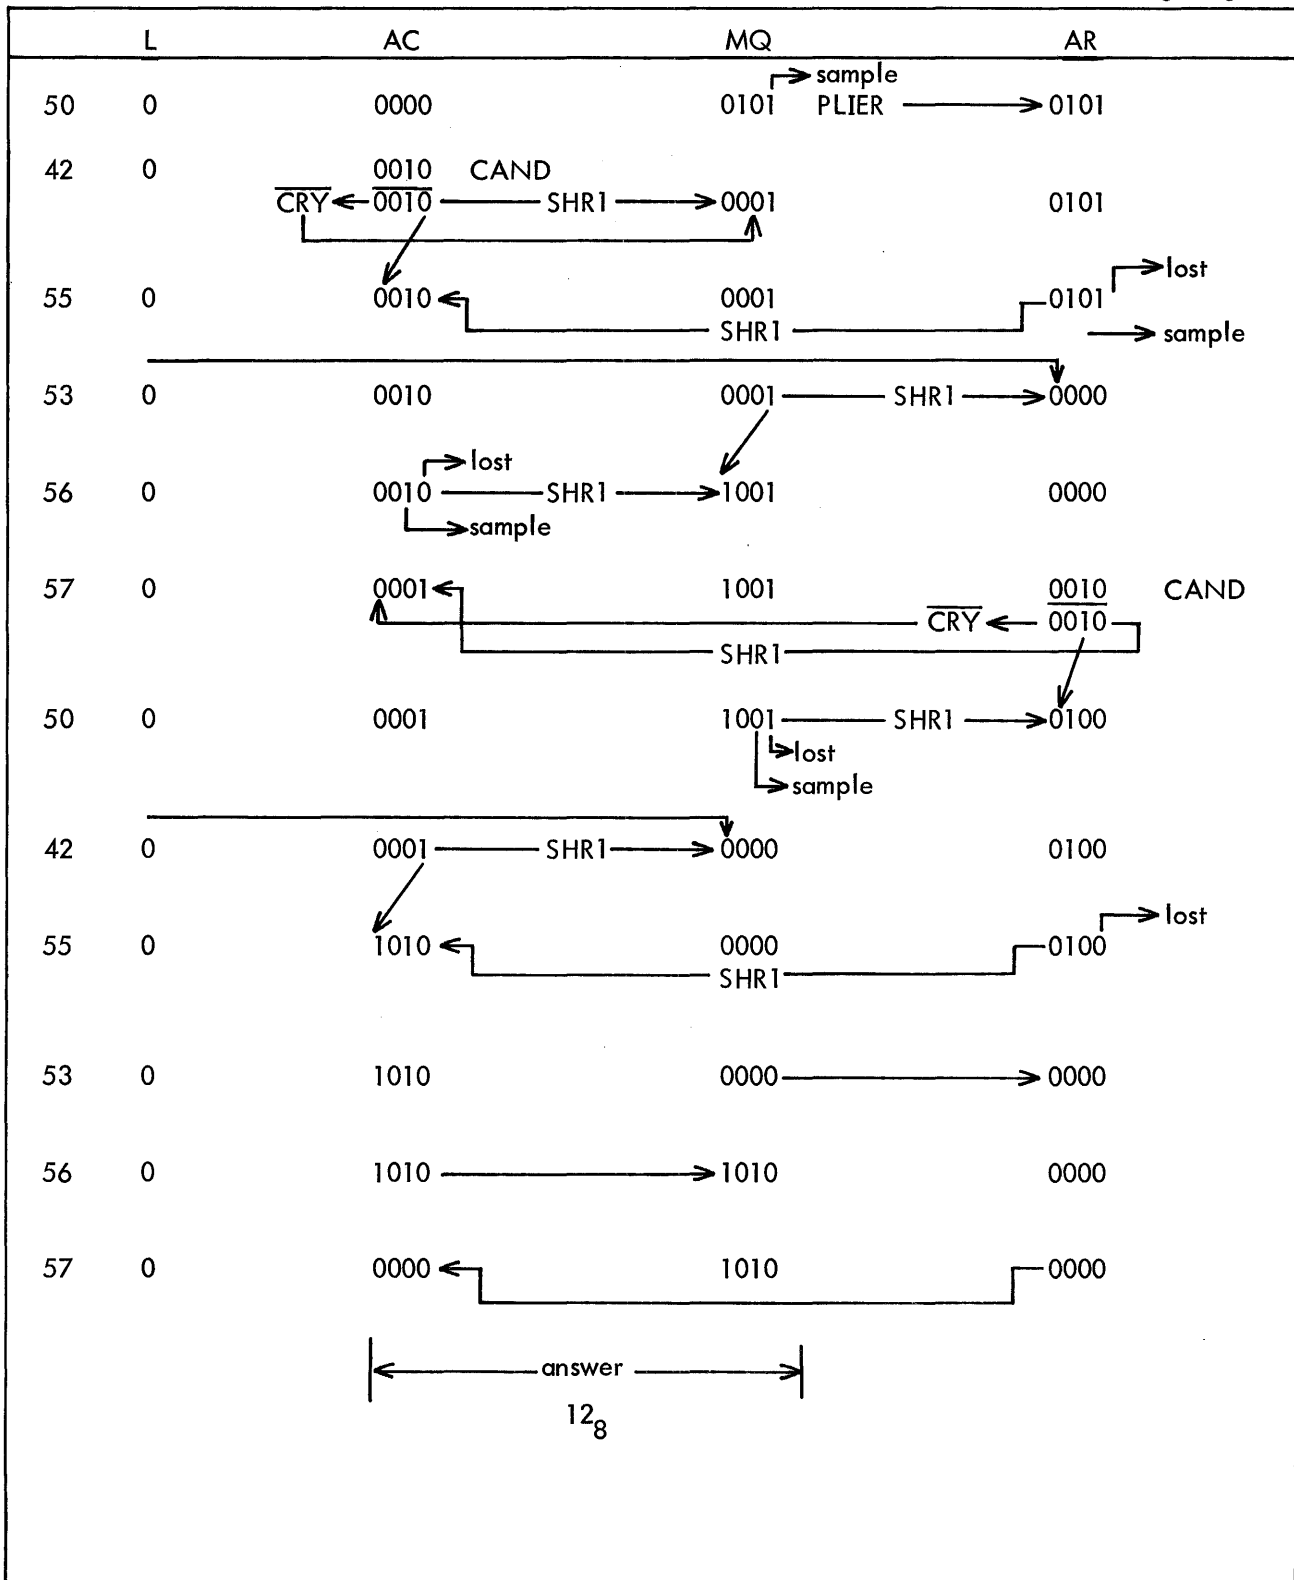 L AC MQ AR
sample
50 0 0000 0101 PLIER 0101
42 0 0010 CAND
CRY 0010 SHR1 0001 0101
lost
55 0 0010 0001 0101
SHR1 sample
53 0 0010 0001 SHR1 0000
lost
56 0 0010 SHR1 1001 0000
sample
57 0 0001 1001 0010 CAND
CRY 0010
SHR1
50 0 0001 1001 SHR1 0100
lost
sample
42 0 0001 SHR1 0000 0100
lost
55 0 1010 0000 0100
SHR1
53 0 1010 0000 0000
56 0 1010 1010 0000
57 0 0000 1010 0000
answer
12₈